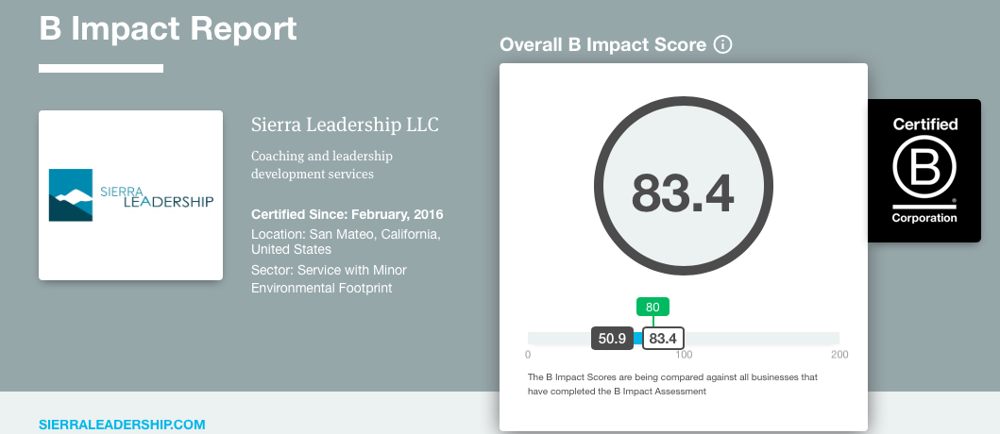 B Impact Report
SIERRA
LEADERSHIP
Sierra Leadership LLC
Coaching and leadership
development services
Certified Since: February, 2016
Location: San Mateo, California,
United States
Sector: Service with Minor
Environmental Footprint
Overall B Impact Score
83.4
80
50.9 83.4
0 100 200
The B Impact Scores are being compared against all businesses that
have completed the B Impact Assessment
Certified
B
®
Corporation
SIERRALEADERSHIP.COM